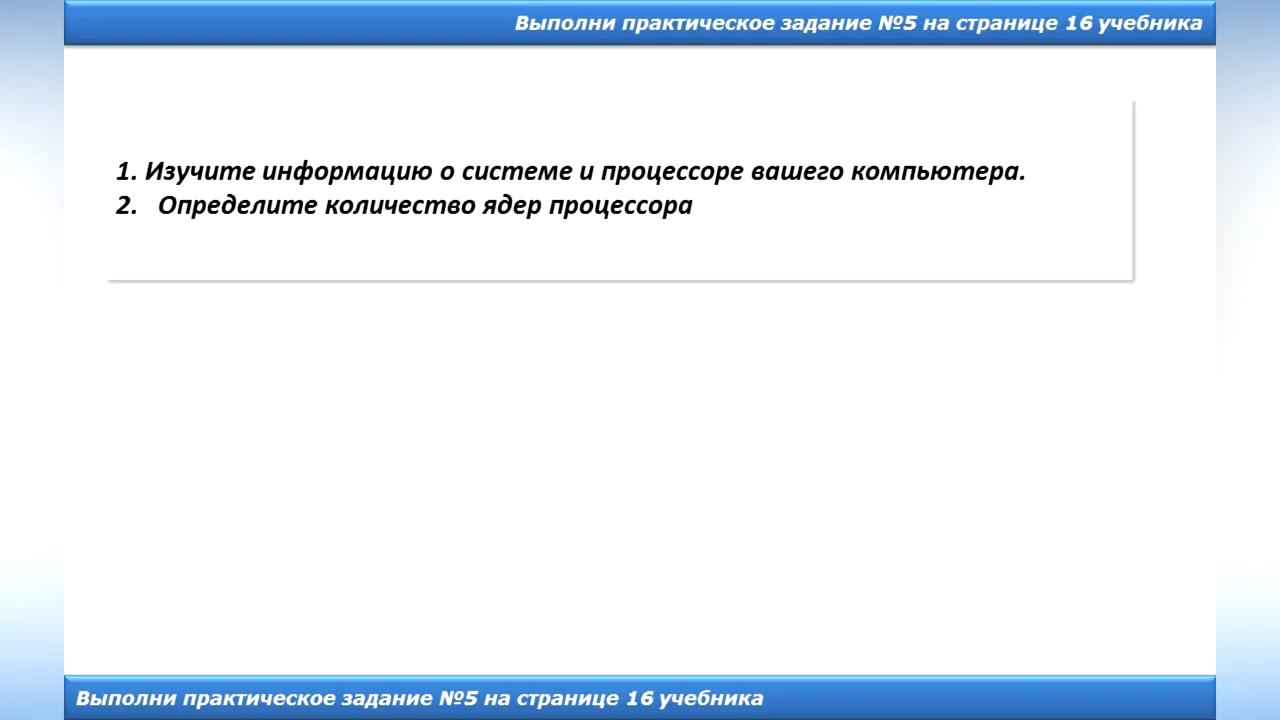 Выполни практическое задание №5 на странице 16 учебника
1. Изучите информацию о системе и процессоре вашего компьютера.
2. Определите количество ядер процессора
Выполни практическое задание №5 на странице 16 учебника